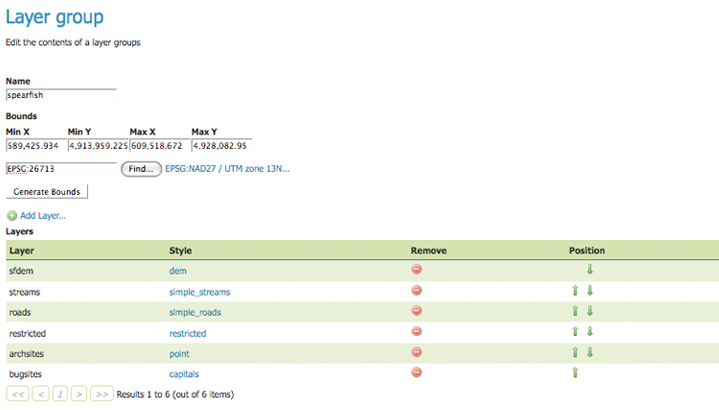 Layer group
Edit the contents of a layer groups
Name
spearfish
Bounds
Min X Min Y Max X Max Y
589,425.934 4,913,959.225 609,518.672 4,928,082.95
EPSG:26713 Find... EPSG:NAD27 / UTM zone 13N...
Generate Bounds
Add Layer...
Layers
Layer Style Remove Position
sfdem dem
streams simple_streams
roads simple_roads
restricted restricted
archsites point
bugsites capitals
<< < 1 > >> Results 1 to 6 (out of 6 items)